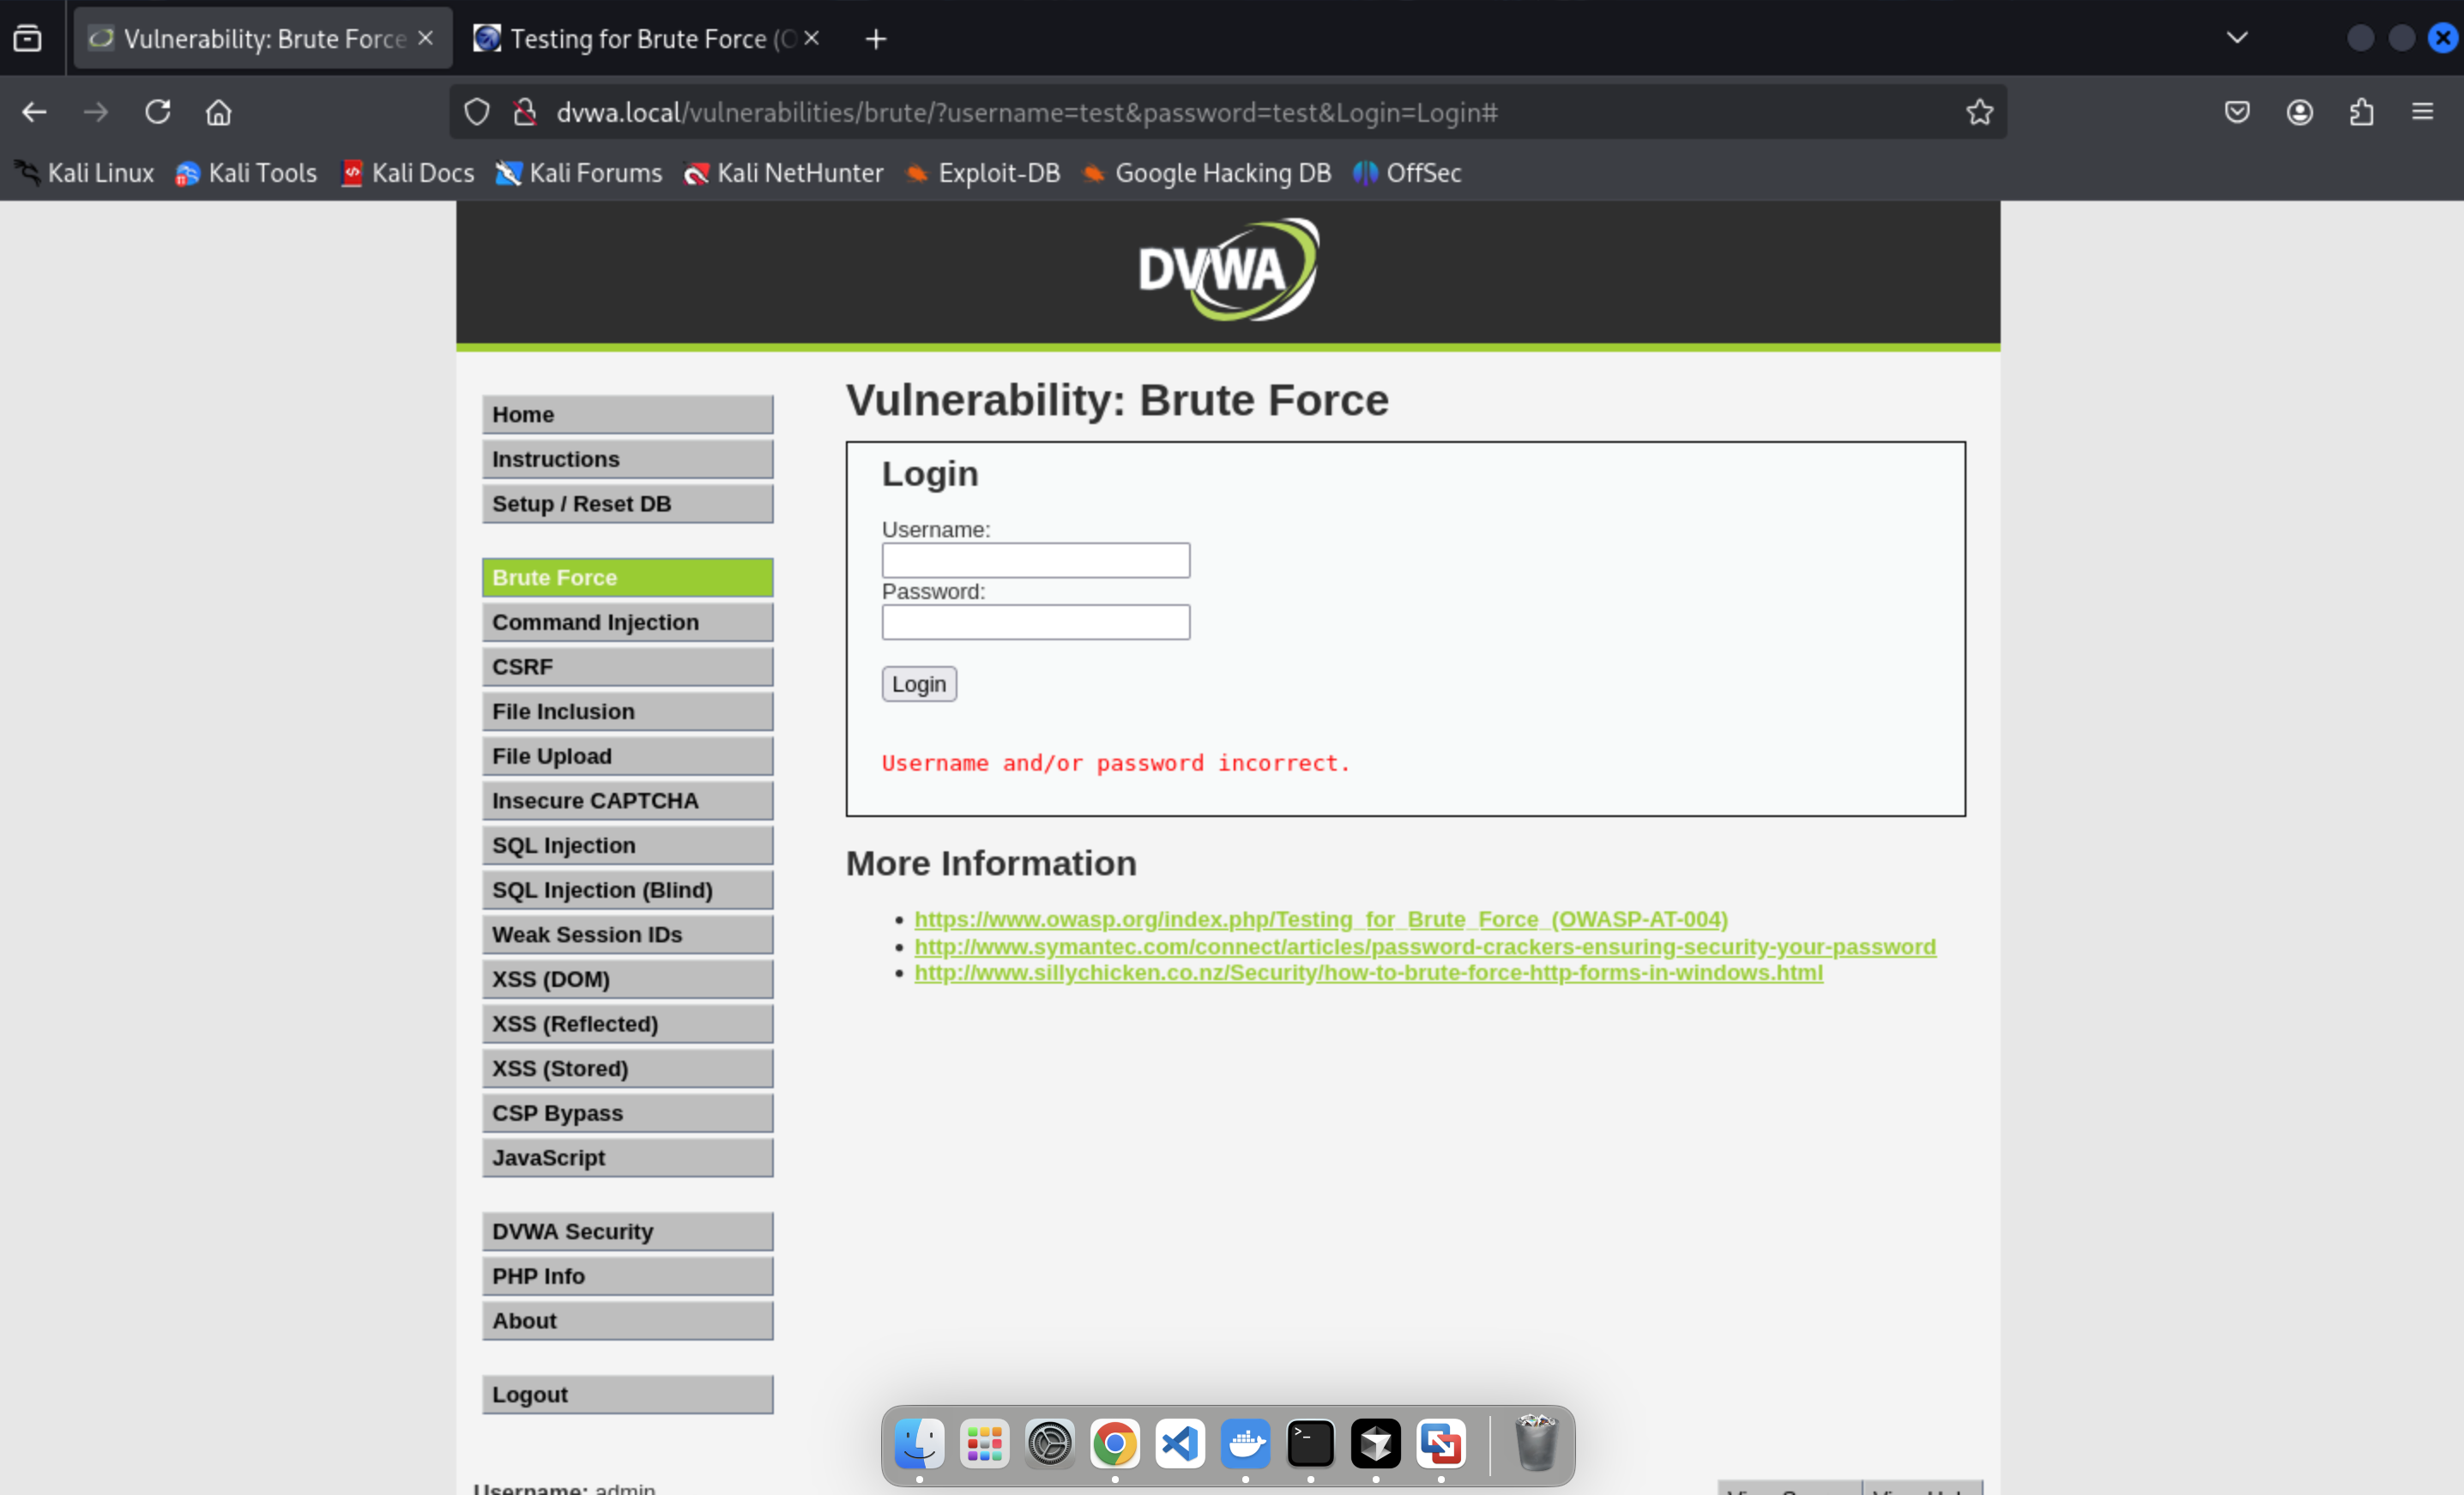 Vulnerability: Brute Force
Testing for Brute Force (O
dvwa.local/vulnerabilities/brute/?username=test&password=test&Login=Login#
Kali Linux Kali Tools Kali Docs Kali Forums Kali NetHunter Exploit-DB Google Hacking DB OffSec
DVWA
Home
Instructions
Setup / Reset DB
Brute Force
Command Injection
CSRF
File Inclusion
File Upload
Insecure CAPTCHA
SQL Injection
SQL Injection (Blind)
Weak Session IDs
XSS (DOM)
XSS (Reflected)
XSS (Stored)
CSP Bypass
JavaScript
DVWA Security
PHP Info
About
Logout
Username: admin
Vulnerability: Brute Force
Login
Username:
Password:
Login
Username and/or password incorrect.
More Information
https://www.owasp.org/index.php/Testing_for_Brute_Force_(OWASP-AT-004)
http://www.symantec.com/connect/articles/password-crackers-ensuring-security-your-password
http://www.sillychicken.co.nz/Security/how-to-brute-force-http-forms-in-windows.html